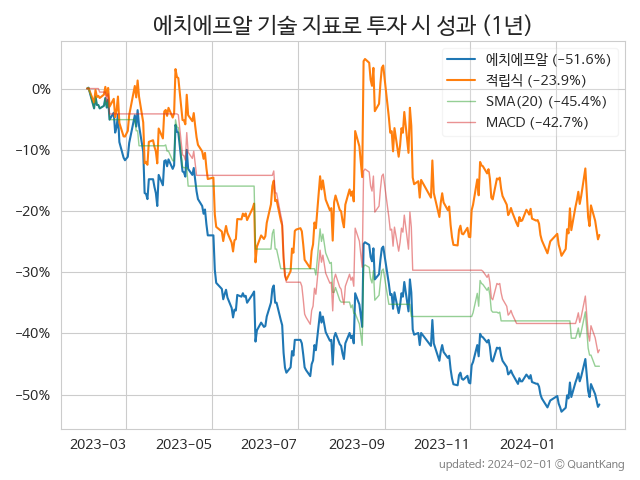 에치에프알 기술 지표로 투자 시 성과 (1년)
에치에프알 (−51.6%)
적립식 (−23.9%)
SMA(20) (−45.4%)
MACD (−42.7%)
0%
−10%
−20%
−30%
−40%
−50%
2023-03 2023-05 2023-07 2023-09 2023-11 2024-01
updated: 2024-02-01 © QuantKang